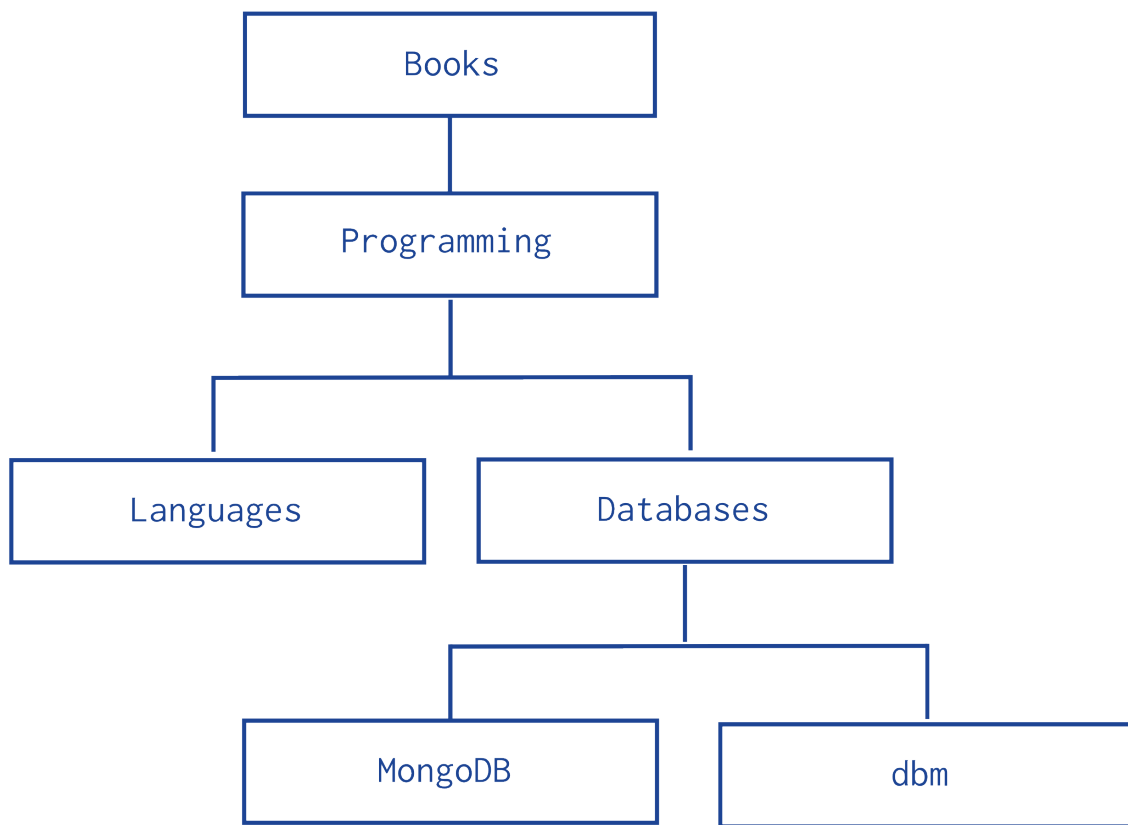 Books
Programming
Languages
Databases
MongoDB
dbm